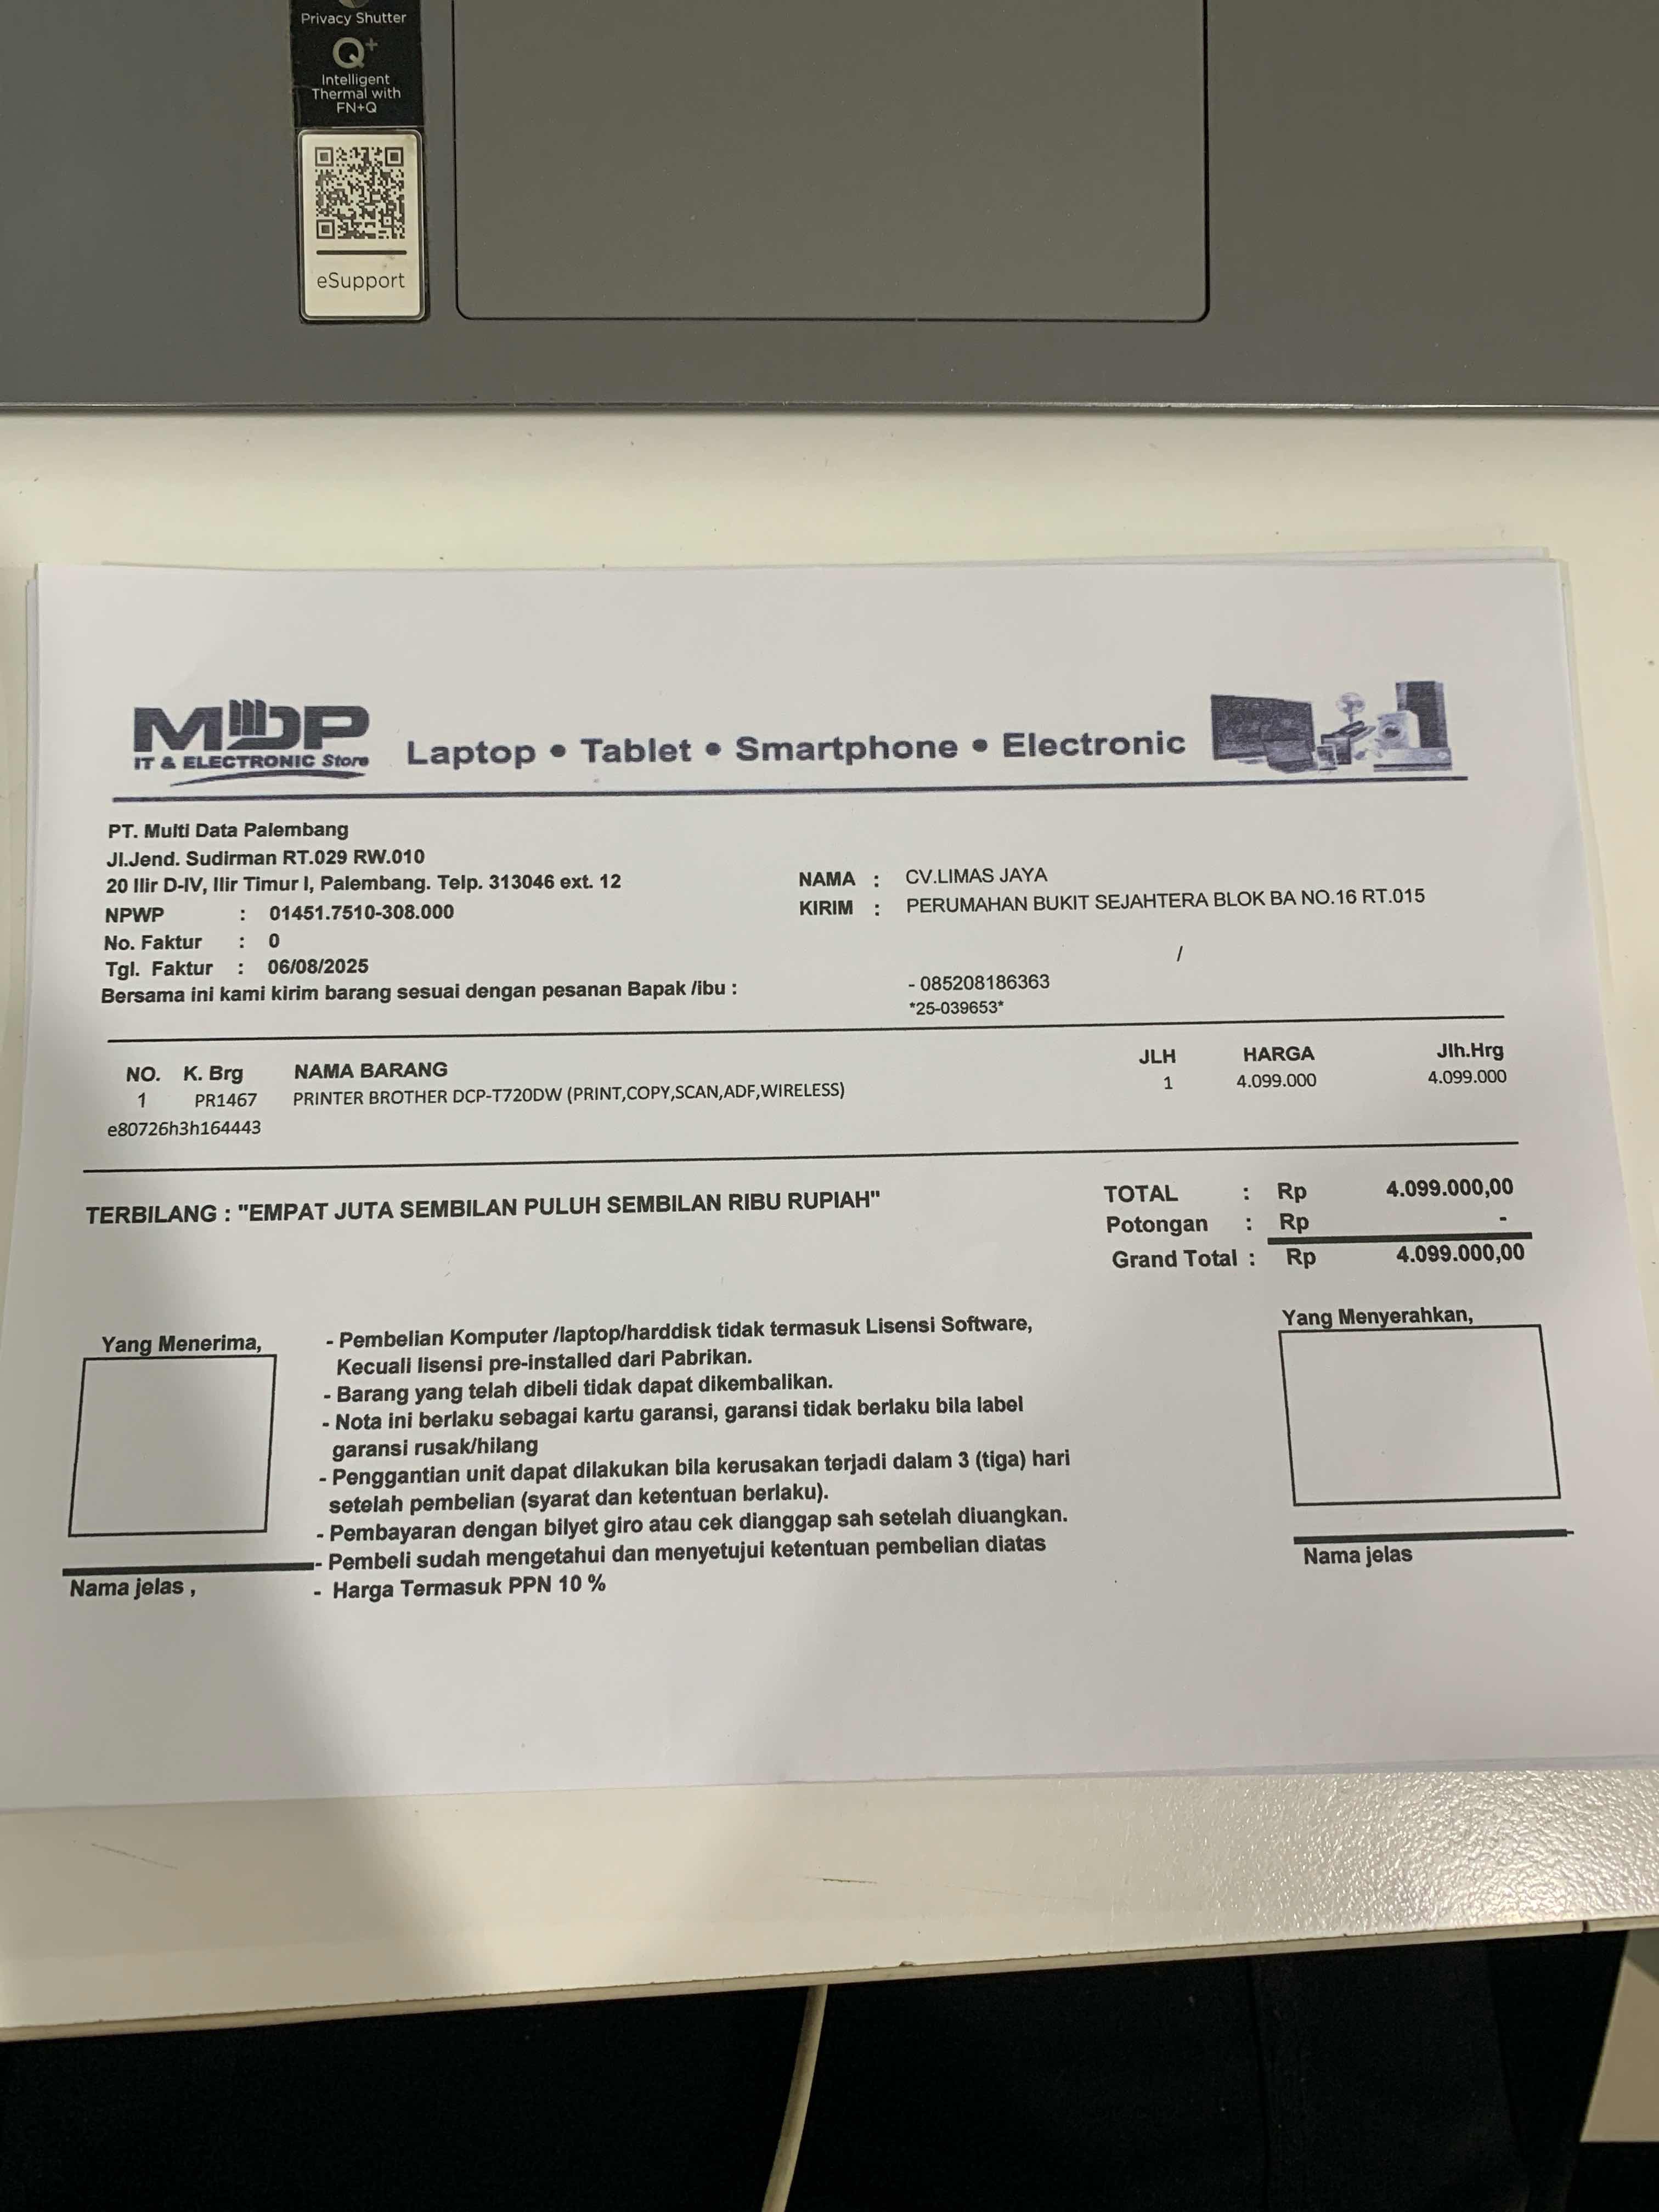 Privacy Shutter
Q+
Intelligent
Thermal with
FN+Q
eSupport
MDP
IT & ELECTRONIC Store
Laptop • Tablet • Smartphone • Electronic
PT. Multi Data Palembang
Jl.Jend. Sudirman RT.029 RW.010
20 Ilir D-IV, Ilir Timur I, Palembang. Telp. 313046 ext. 12
NPWP : 01451.7510-308.000
No. Faktur : 0
Tgl. Faktur : 06/08/2025
Bersama ini kami kirim barang sesuai dengan pesanan Bapak /ibu :
NAMA : CV.LIMAS JAYA
KIRIM : PERUMAHAN BUKIT SEJAHTERA BLOK BA NO.16 RT.015
/
- 085208186363
*25-039653*
NO. K. Brg NAMA BARANG JLH HARGA Jlh.Hrg
1 PR1467 PRINTER BROTHER DCP-T720DW (PRINT,COPY,SCAN,ADF,WIRELESS) 1 4.099.000 4.099.000
e80726h3h164443
TERBILANG : "EMPAT JUTA SEMBILAN PULUH SEMBILAN RIBU RUPIAH"
TOTAL : Rp 4.099.000,00
Potongan : Rp -
Grand Total : Rp 4.099.000,00
Yang Menerima,
Nama jelas ,
- Pembelian Komputer /laptop/harddisk tidak termasuk Lisensi Software,
Kecuali lisensi pre-installed dari Pabrikan.
- Barang yang telah dibeli tidak dapat dikembalikan.
- Nota ini berlaku sebagai kartu garansi, garansi tidak berlaku bila label
garansi rusak/hilang
- Penggantian unit dapat dilakukan bila kerusakan terjadi dalam 3 (tiga) hari
setelah pembelian (syarat dan ketentuan berlaku).
- Pembayaran dengan bilyet giro atau cek dianggap sah setelah diuangkan.
- Pembeli sudah mengetahui dan menyetujui ketentuan pembelian diatas
- Harga Termasuk PPN 10 %
Yang Menyerahkan,
Nama jelas